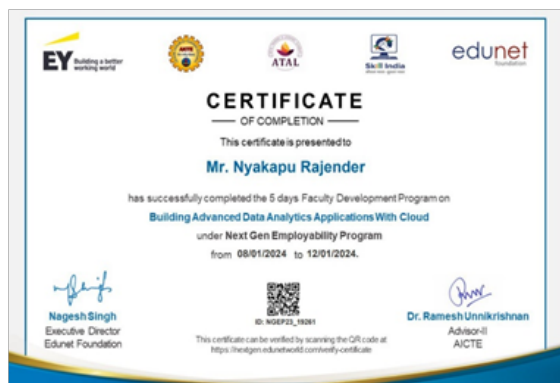 EY Building a better
working world
ATAL
Skill India
edunet
foundation
CERTIFICATE
OF COMPLETION
This certificate is presented to
Mr. Nyakapu Rajender
has successfully completed the 5 days Faculty Development Program on
Building Advanced Data Analytics Applications With Cloud
under Next Gen Employability Program
from 08/01/2024 to 12/01/2024.
Nagesh Singh
Executive Director
Edunet Foundation
ID: NGEP23_19261
This certificate can be verified by scanning the QR code at
https://nextgen.edunetworld.com/verify-certificate
Dr. Ramesh Unnikrishnan
Advisor-II
AICTE